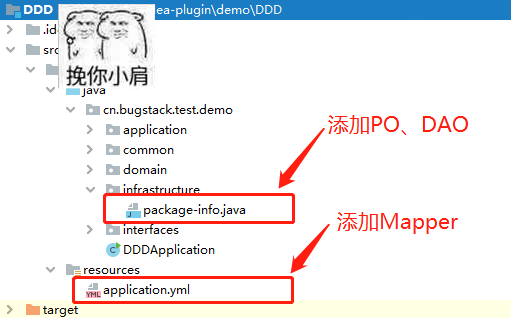 DDD ea-plugin\demo\DDD
.id
src
挽你小肩
java
cn.bugstack.test.demo
application
common
domain
infrastructure
package-info.java
interfaces
DDDApplication
resources
YML application.yml
target
添加PO、DAO
添加Mapper